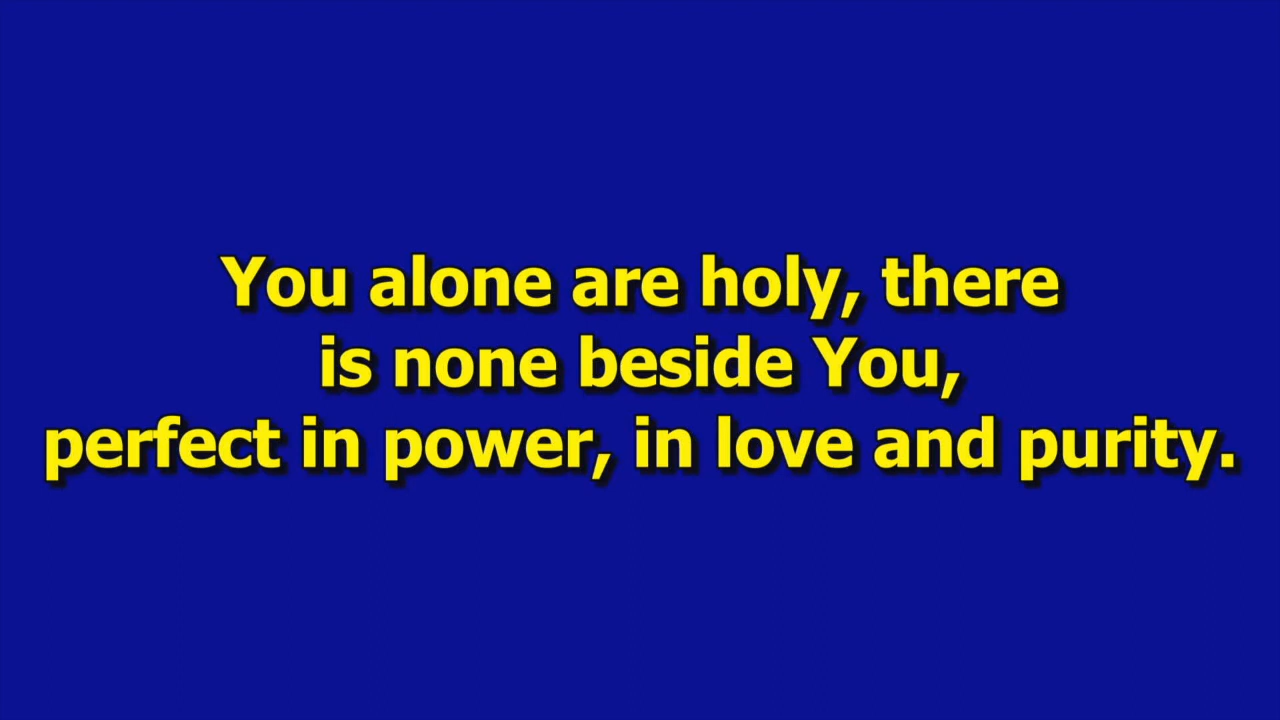 You alone are holy, there
is none beside You,
perfect in power, in love and purity.